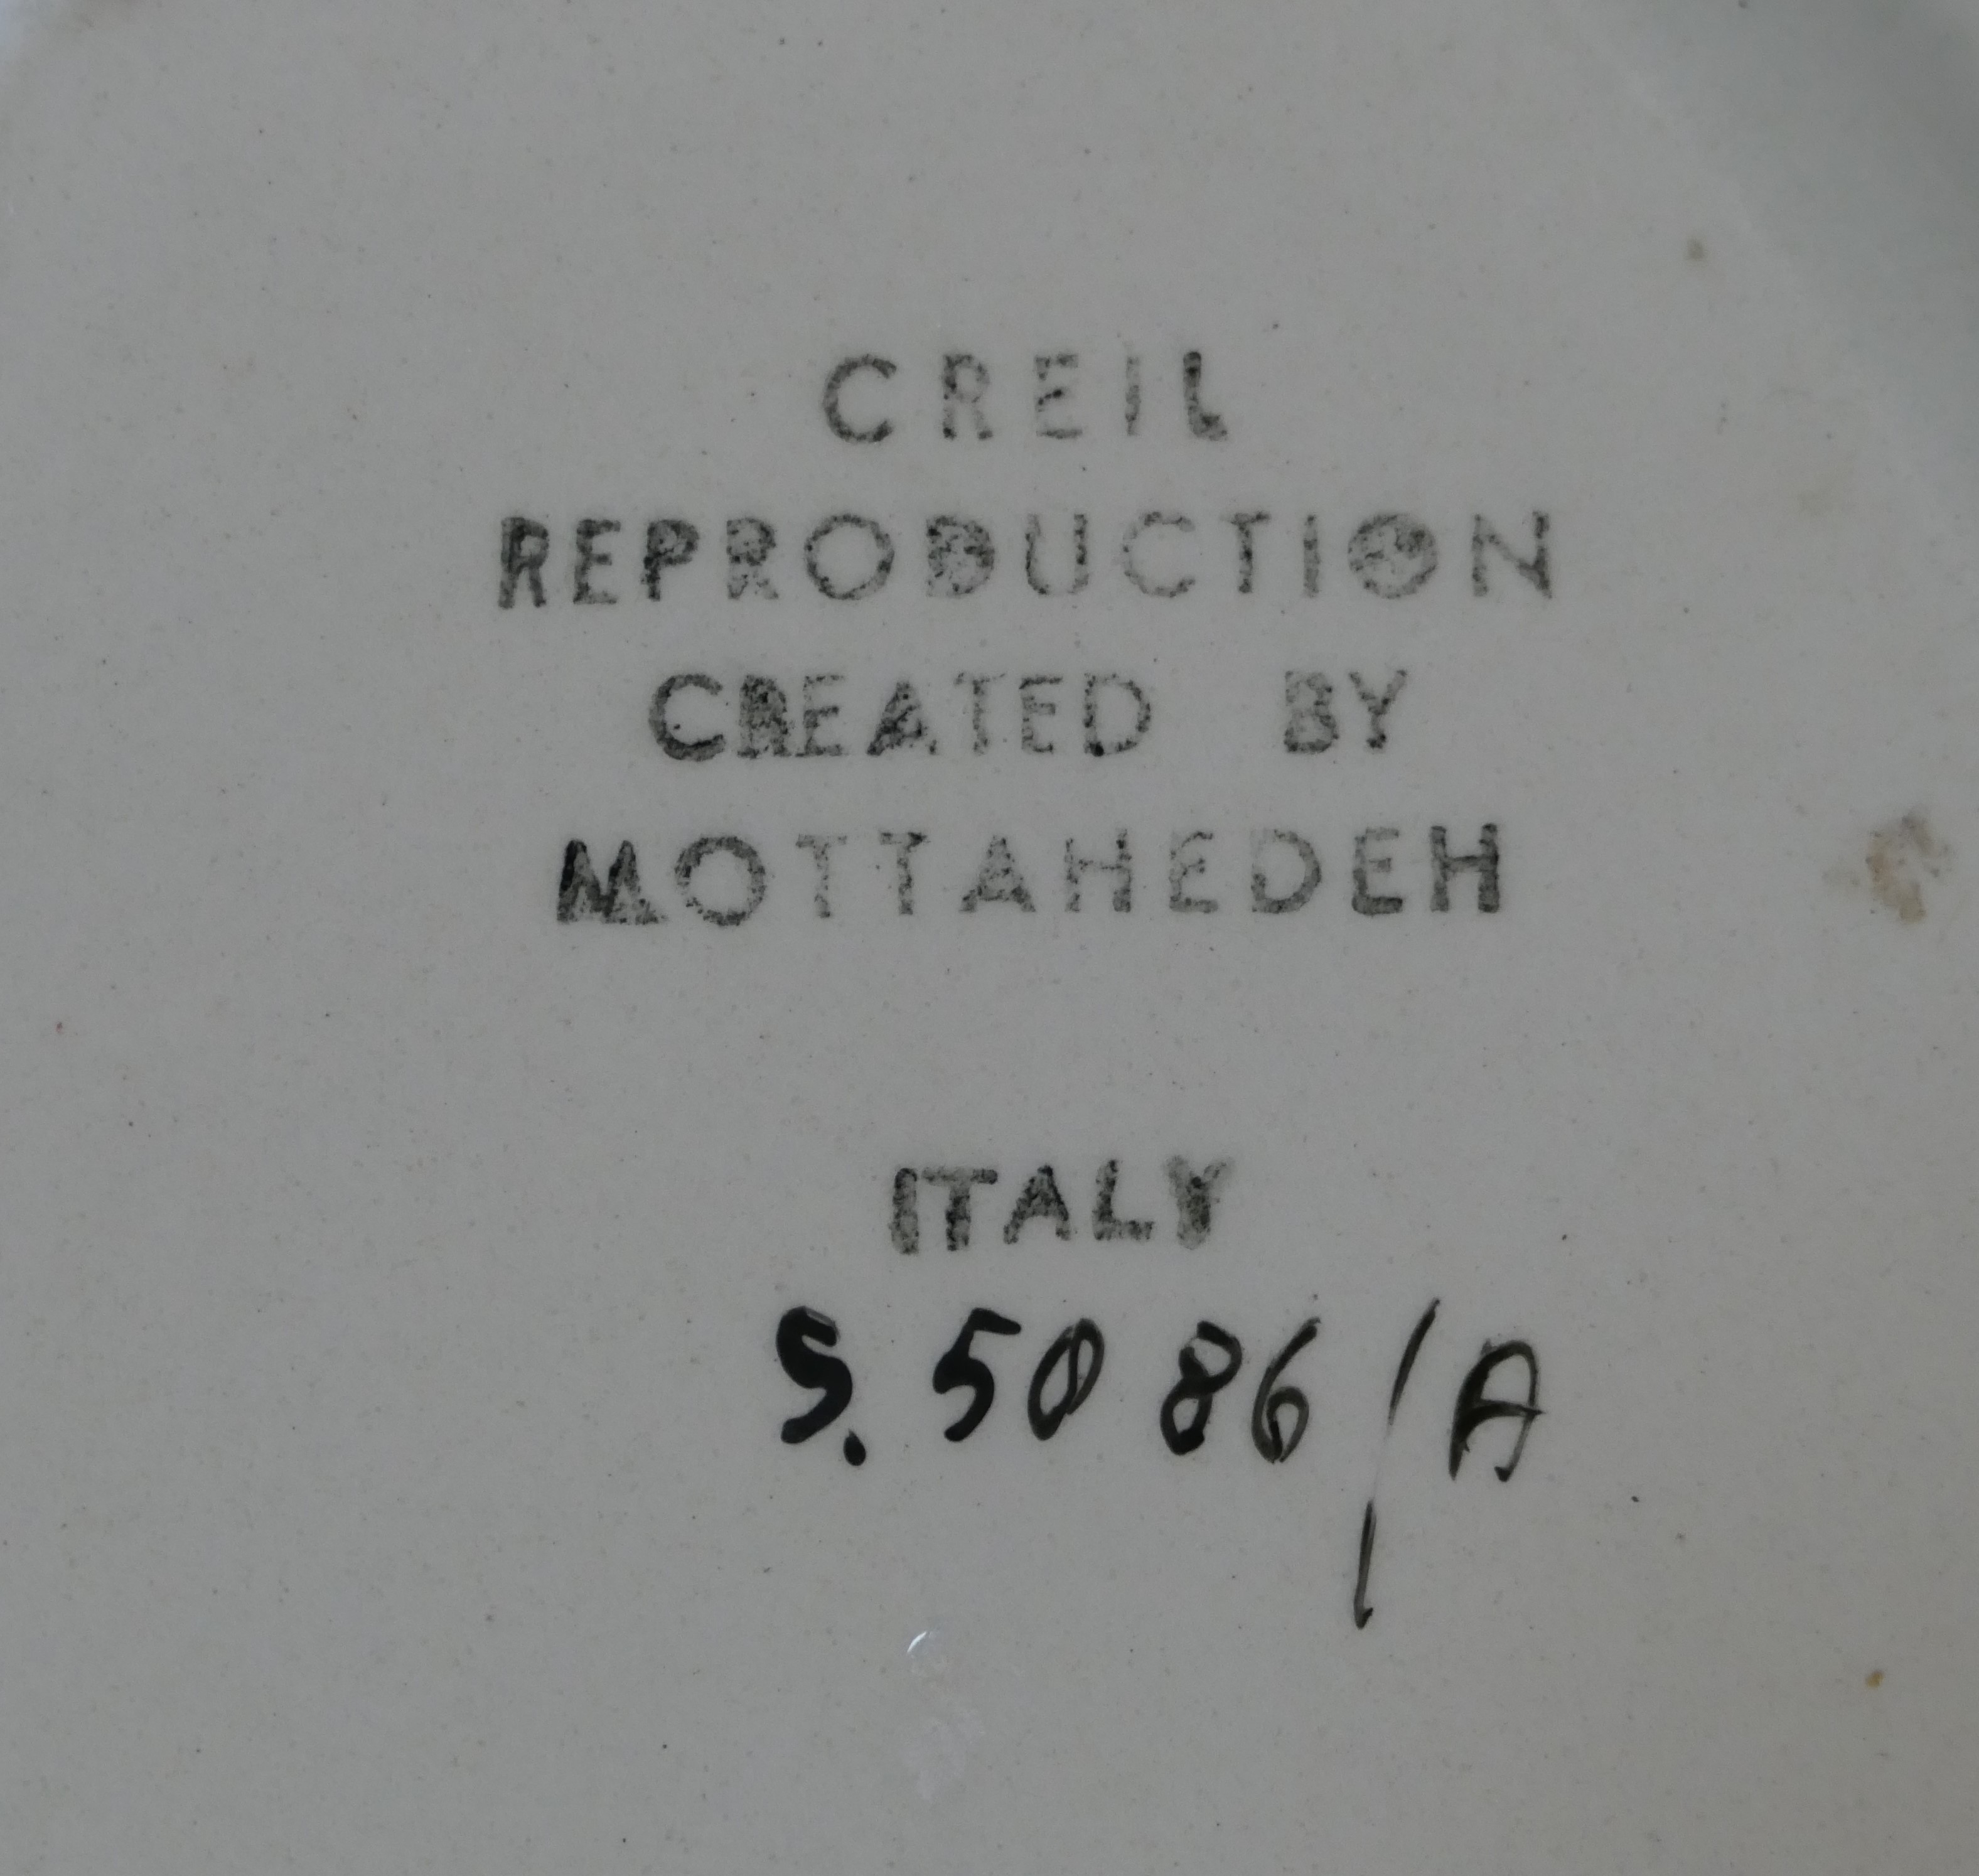 CREIL
REPRODUCTION
CREATED BY
MOTTAHEDEH
ITALY
S. 5086/A